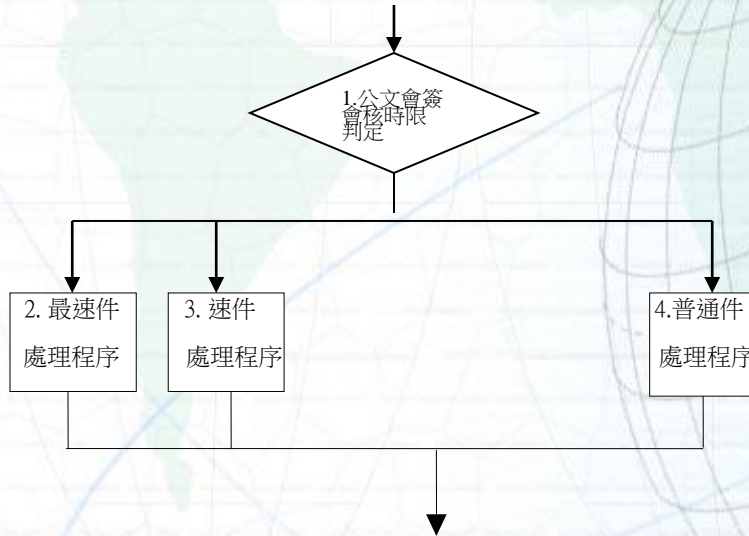 1.公文會簽
會核時限
判定
2. 最速件
處理程序
3. 速件
處理程序
4.普通件
處理程序